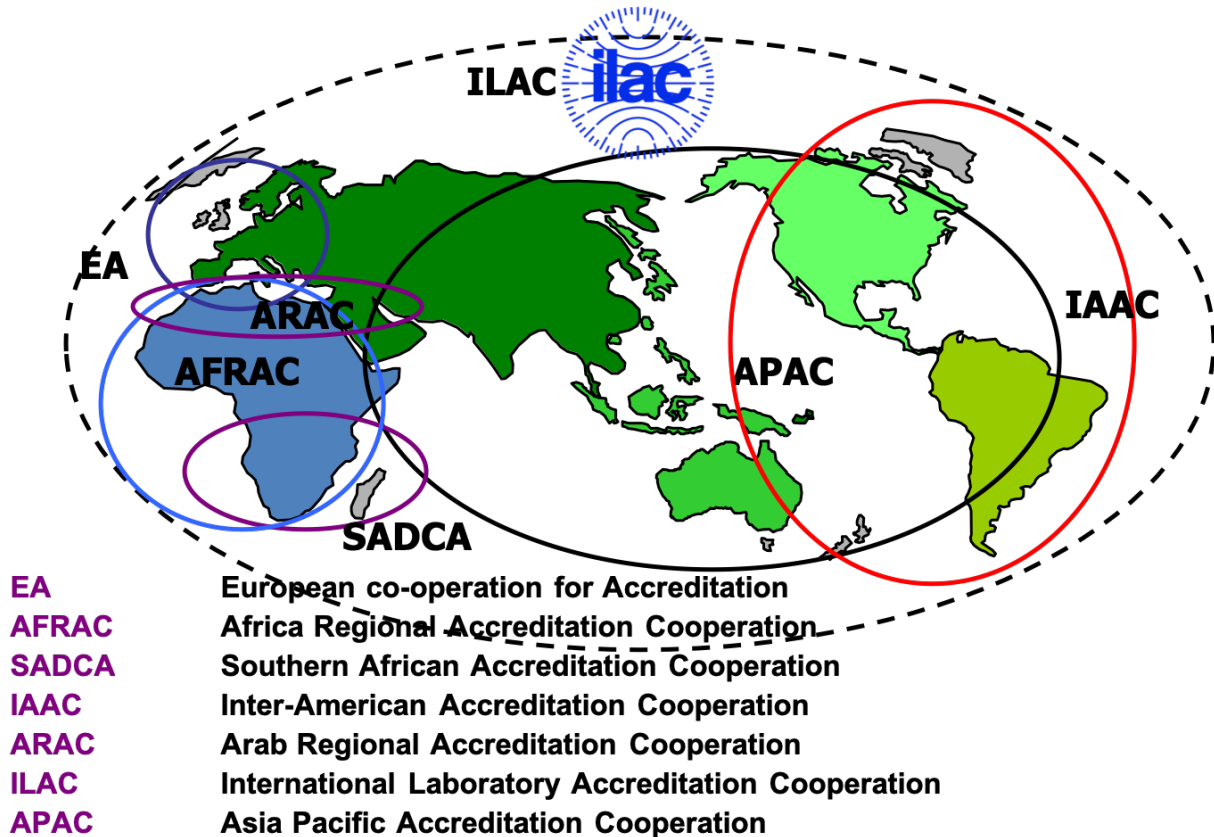 ILAC
ilac
EA
ARAC
IAAC
AFRAC
APAC
SADCA
EA European co-operation for Accreditation
AFRAC Africa Regional Accreditation Cooperation
SADCA Southern African Accreditation Cooperation
IAAC Inter-American Accreditation Cooperation
ARAC Arab Regional Accreditation Cooperation
ILAC International Laboratory Accreditation Cooperation
APAC Asia Pacific Accreditation Cooperation